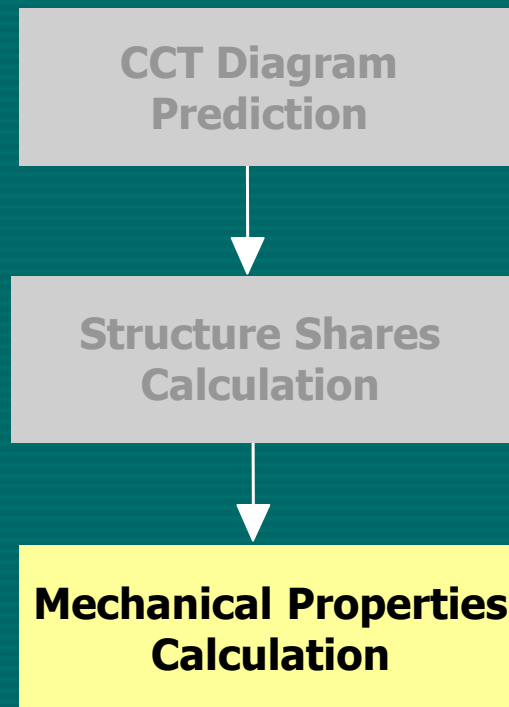 CCT Diagram
Prediction
Structure Shares
Calculation
Mechanical Properties
Calculation